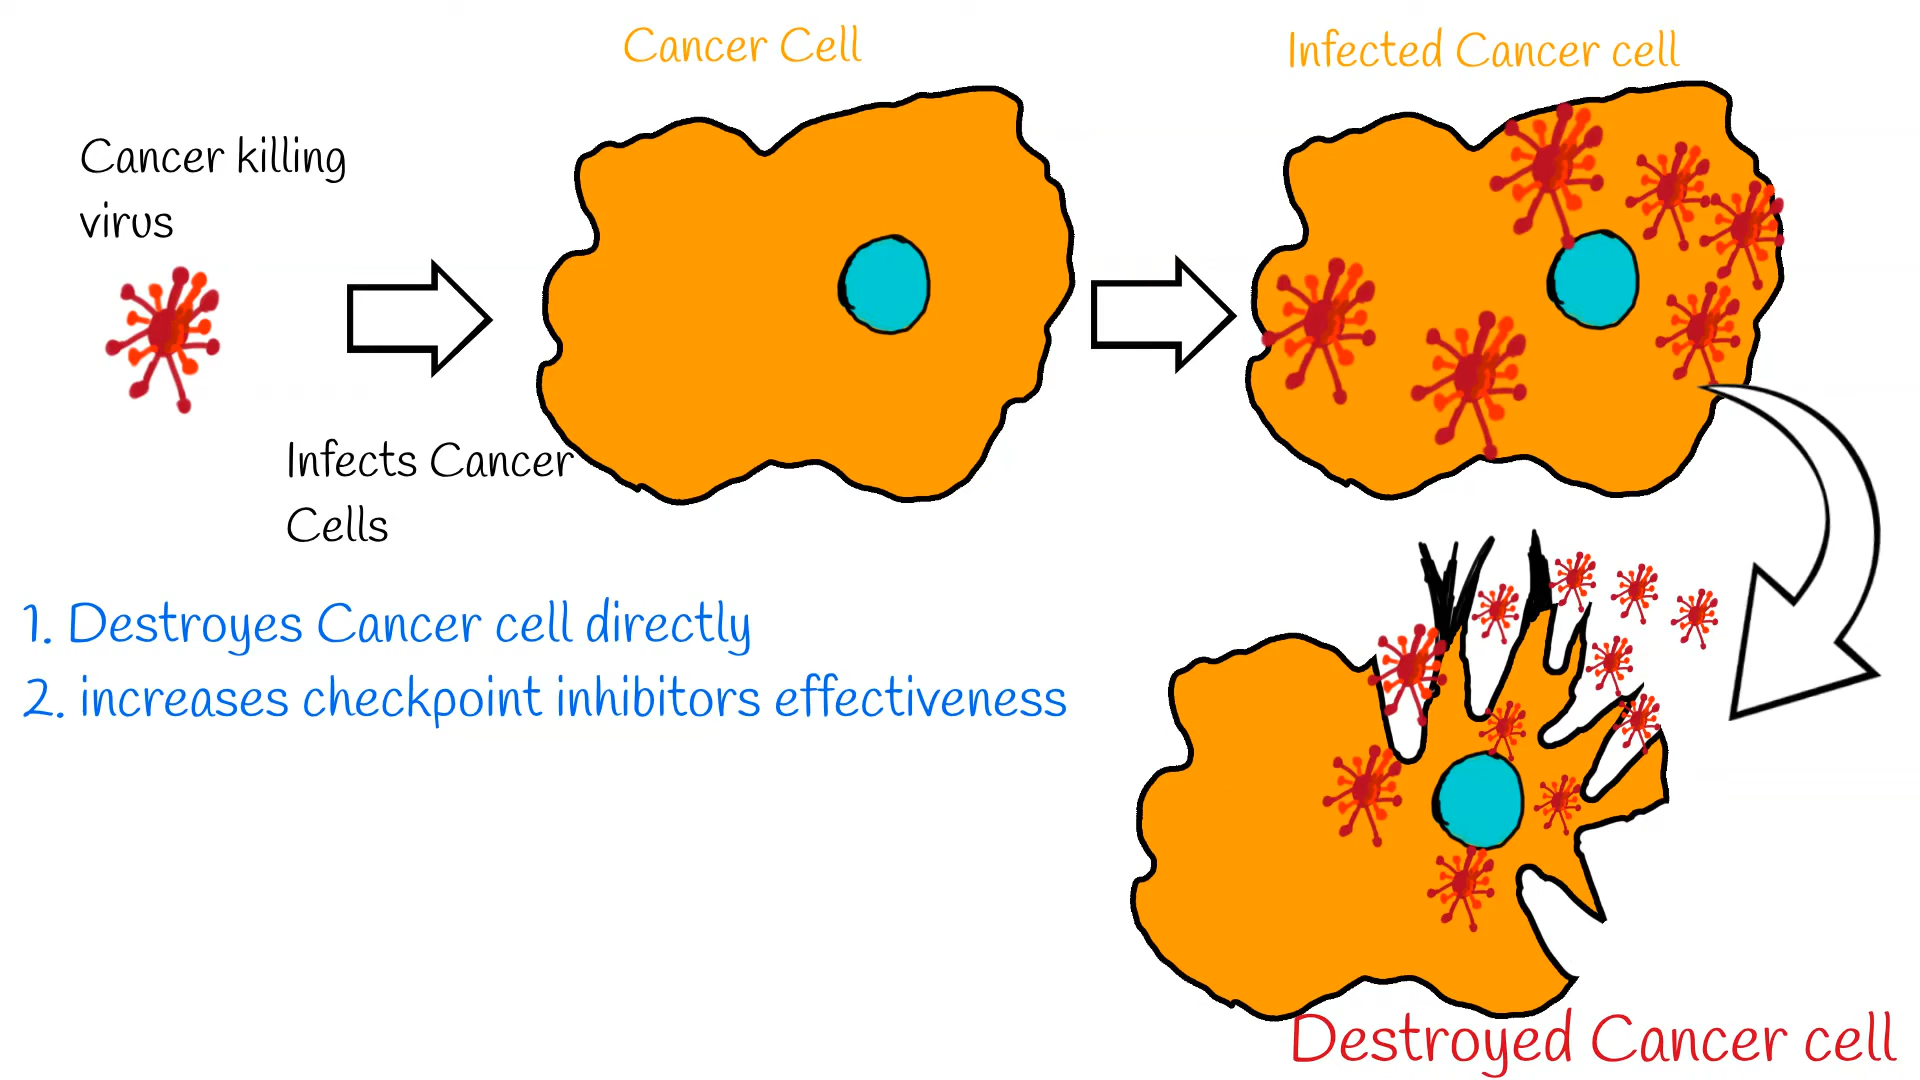 Cancer Cell
Infected Cancer cell
Cancer killing
virus
Infects Cancer
Cells
1. Destroyes Cancer cell directly
2. increases checkpoint inhibitors effectiveness
Destroyed Cancer cell